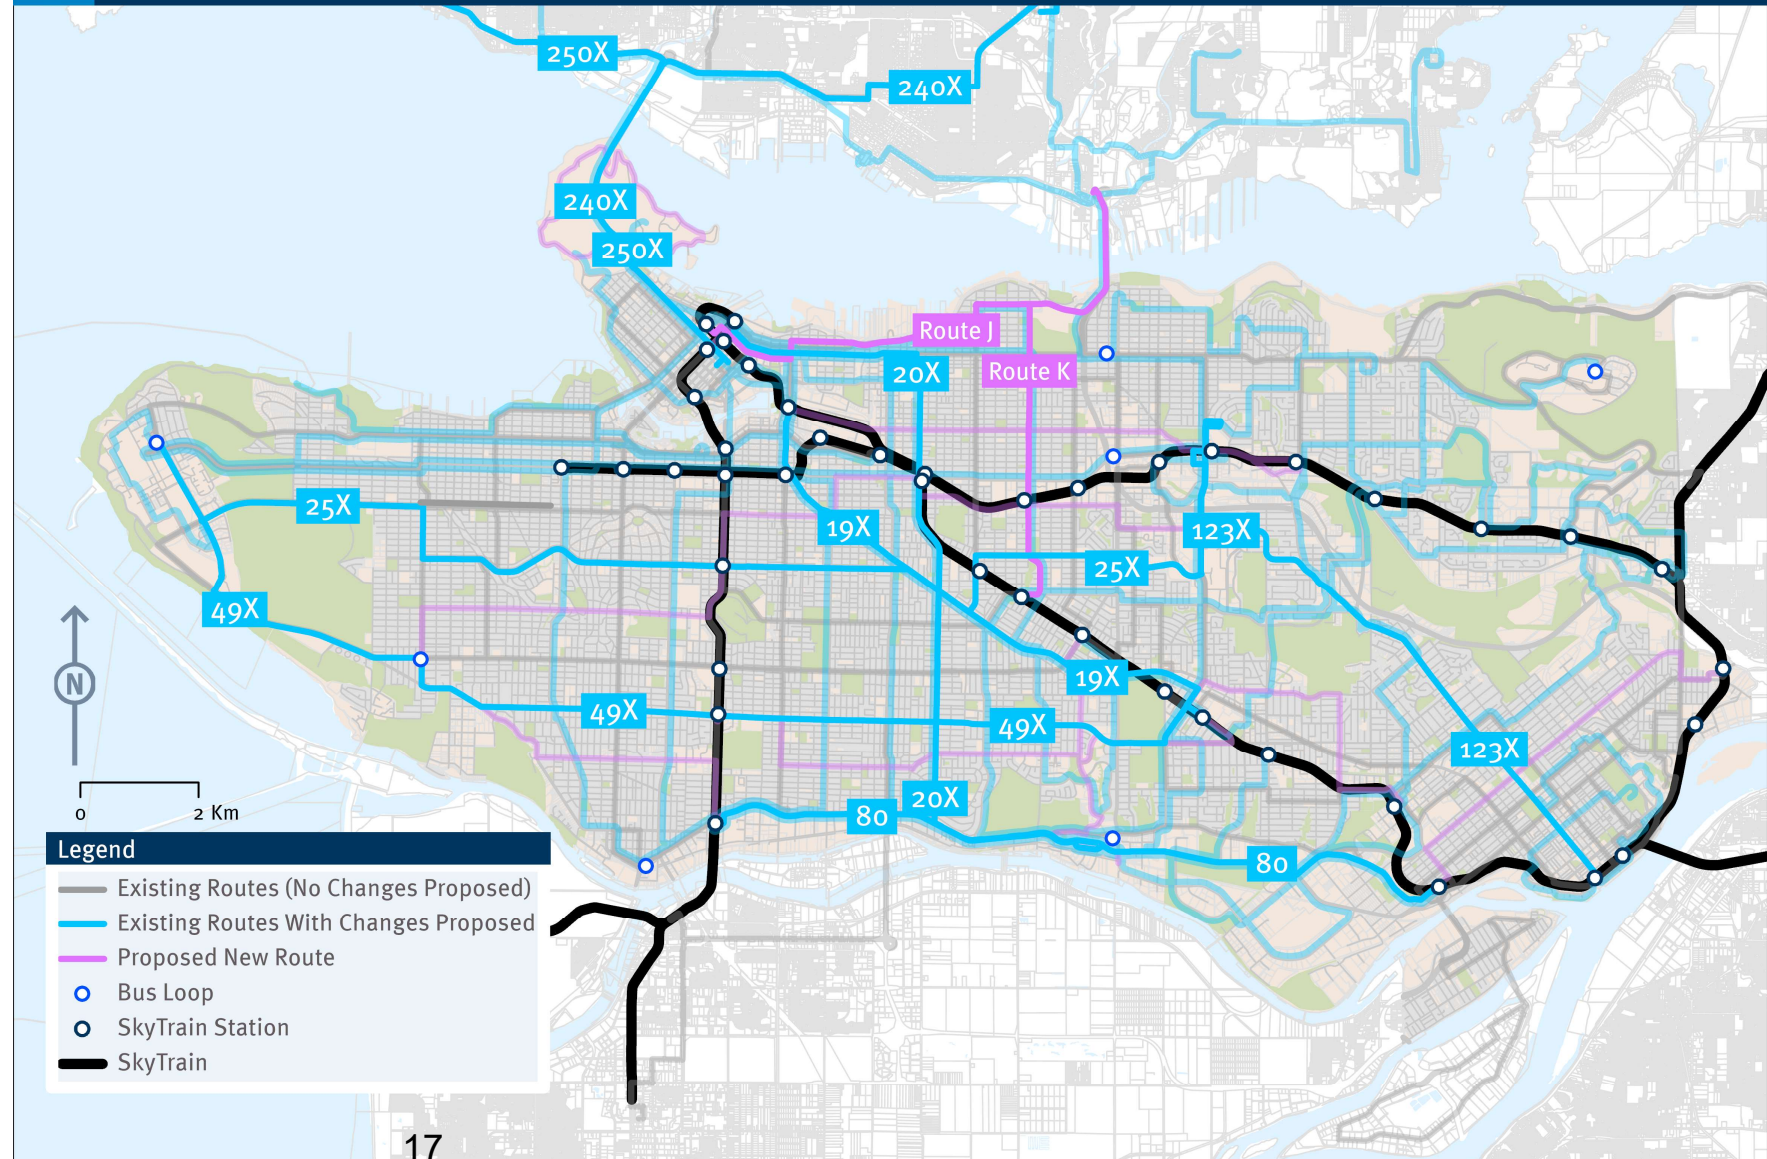 250X
240X
240X
250X
Route J
Route K
20X
25X
19X
123X
25X
49X
19X
49X
49X
123X
20X
80
80
N
0 2 Km
Legend
Existing Routes (No Changes Proposed)
Existing Routes With Changes Proposed
Proposed New Route
Bus Loop
SkyTrain Station
SkyTrain
17